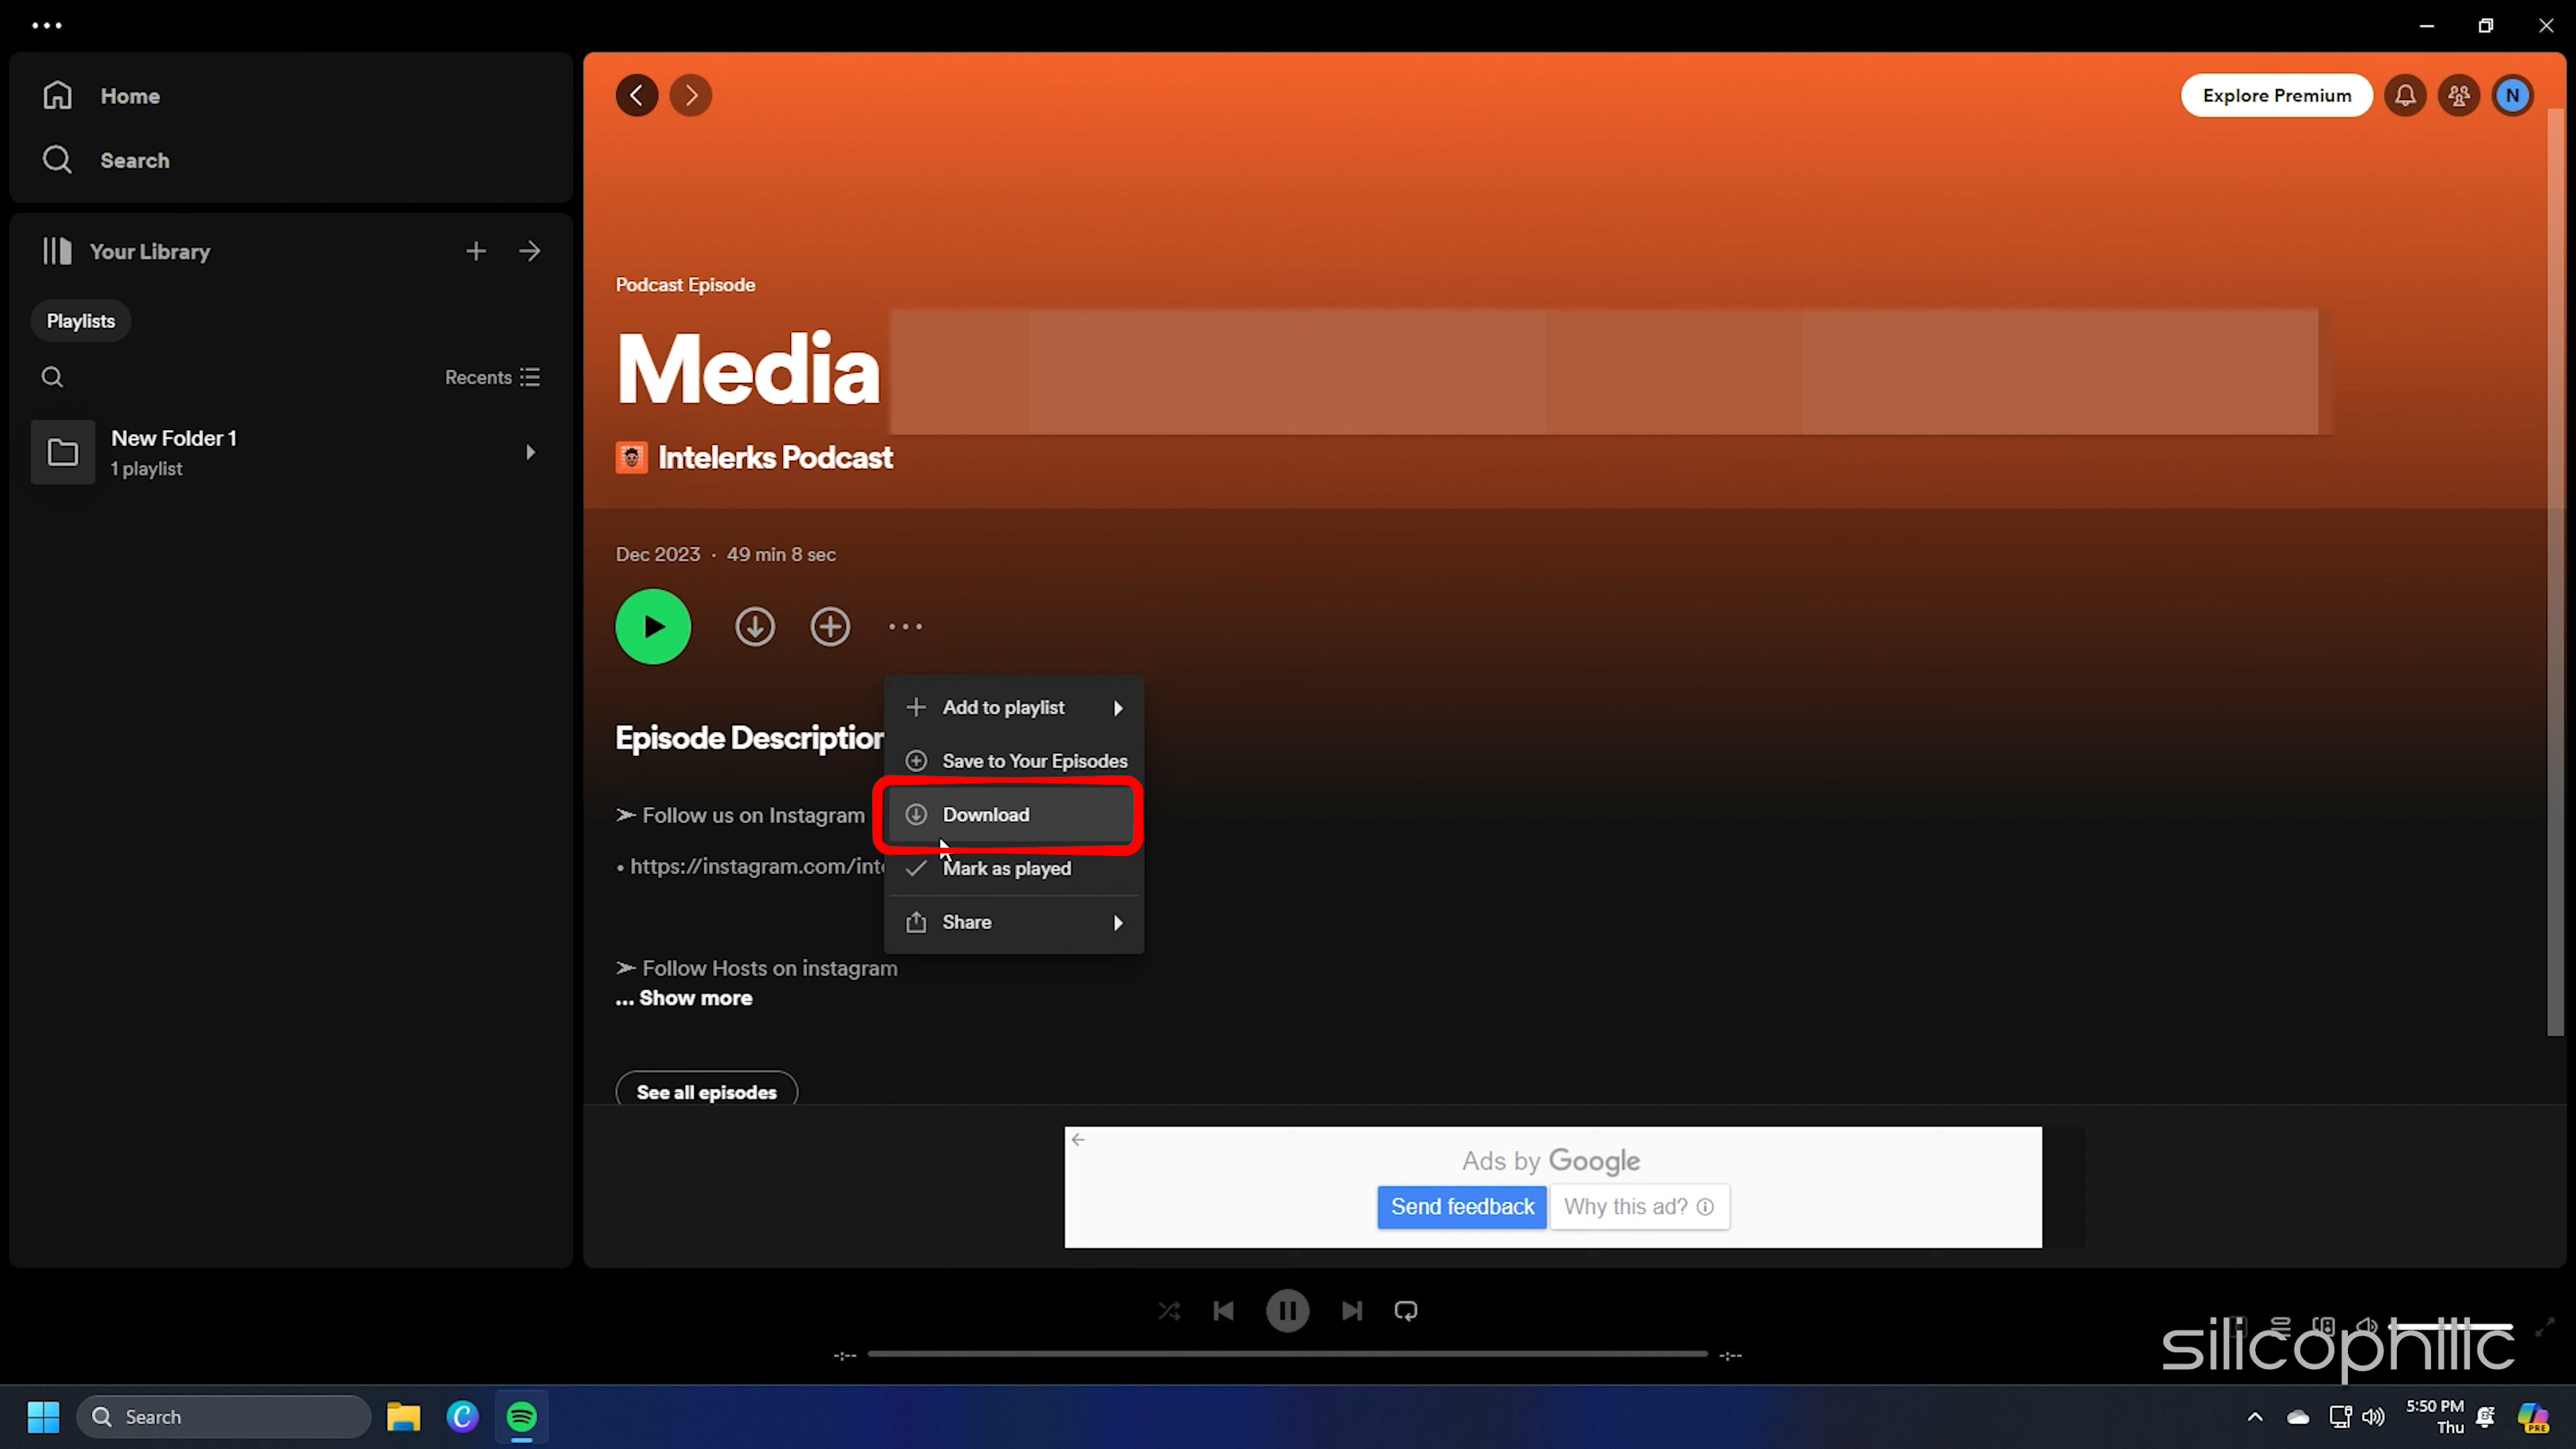 Home
Search
Your Library
Playlists
Recents
New Folder 1
1 playlist
Explore Premium
N
Podcast Episode
Media
Intelerks Podcast
Dec 2023 · 49 min 8 sec
Add to playlist
Save to Your Episodes
Download
Mark as played
Share
Episode Description
➢ Follow us on Instagram
• https://instagram.com/inte
➢ Follow Hosts on instagram
... Show more
See all episodes
Ads by Google
Send feedback
Why this ad?
-:--
-:--
silicophilic
Search
5:50 PM
Thu
PRE